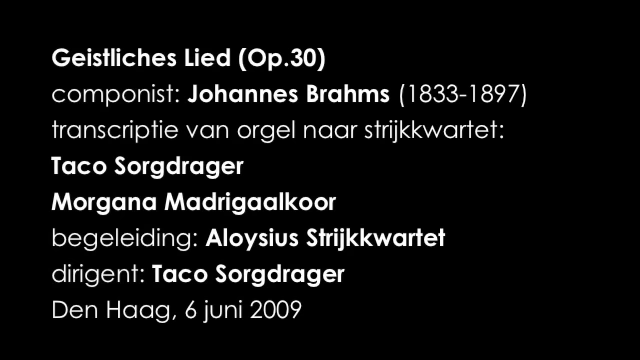 Geistliches Lied (Op.30)
componist: Johannes Brahms (1833-1897)
transcriptie van orgel naar strijkkwartet:
Taco Sorgdrager
Morgana Madrigaalkoor
begeleiding: Aloysius Strijkkwartet
dirigent: Taco Sorgdrager
Den Haag, 6 juni 2009